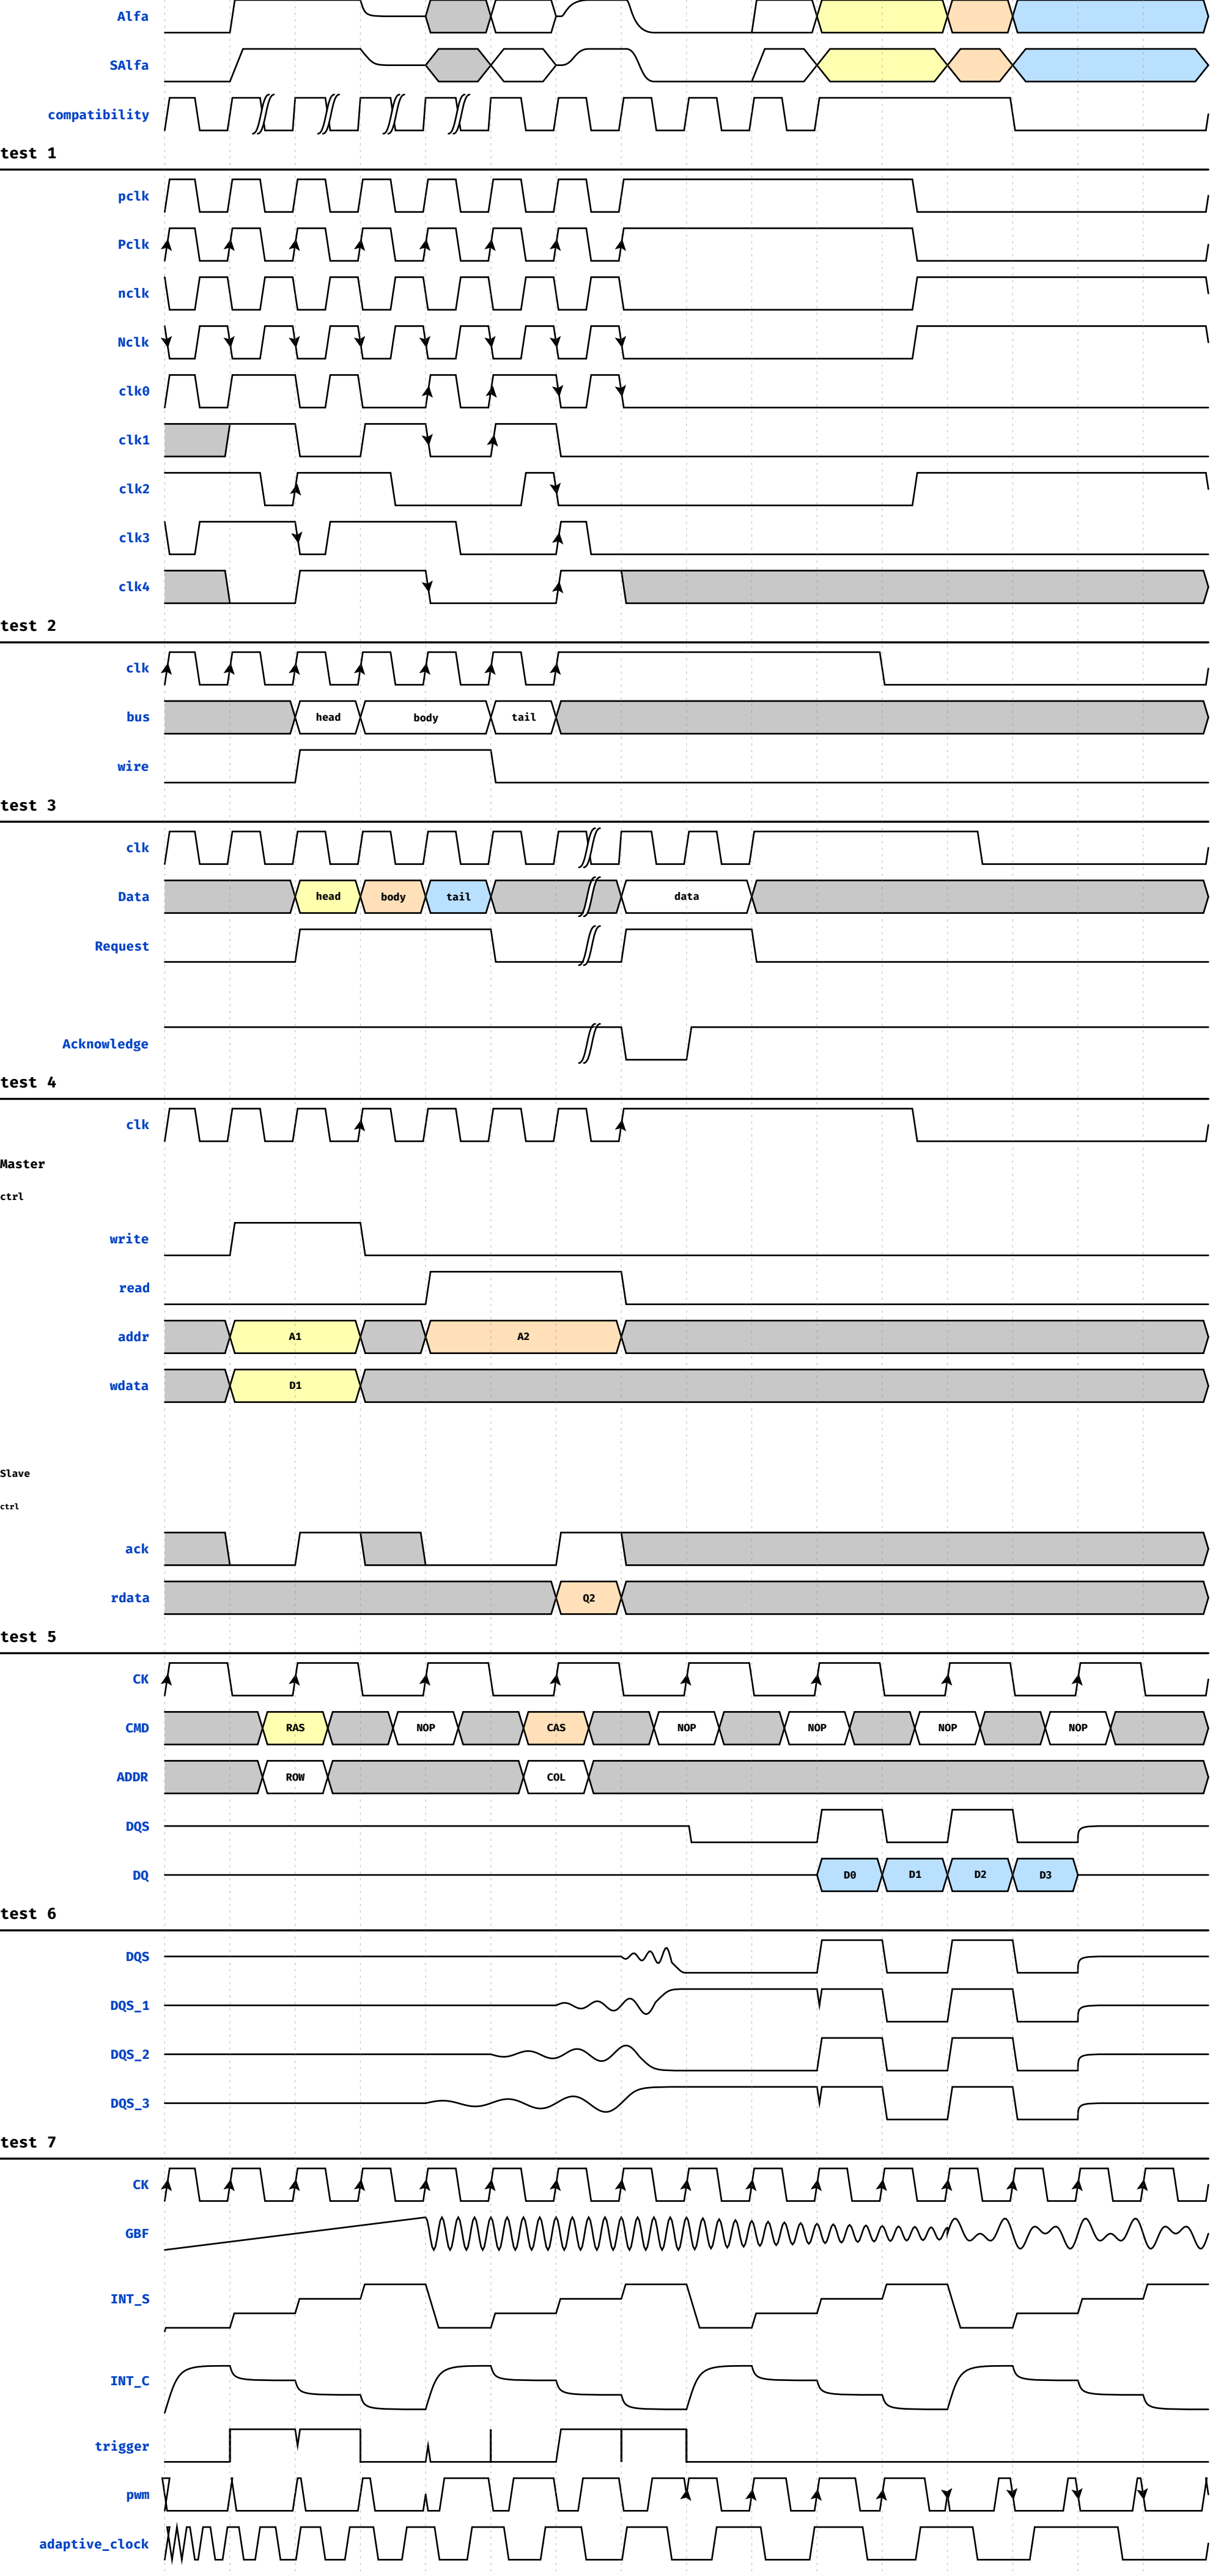 Alfa
SAlfa
compatibility
test 1
pclk
Pclk
nclk
Nclk
clk0
clk1
clk2
clk3
clk4
test 2
clk
bus head body tail
wire
test 3
clk
Data head body tail data
Request
Acknowledge
test 4
clk
Master
ctrl
write
read
addr A1 A2
wdata D1
Slave
ctrl
ack
rdata Q2
test 5
CK
CMD RAS NOP CAS NOP NOP NOP NOP
ADDR ROW COL
DQS
DQ D0 D1 D2 D3
test 6
DQS
DQS_1
DQS_2
DQS_3
test 7
CK
GBF
INT_S
INT_C
trigger
pwm
adaptive_clock